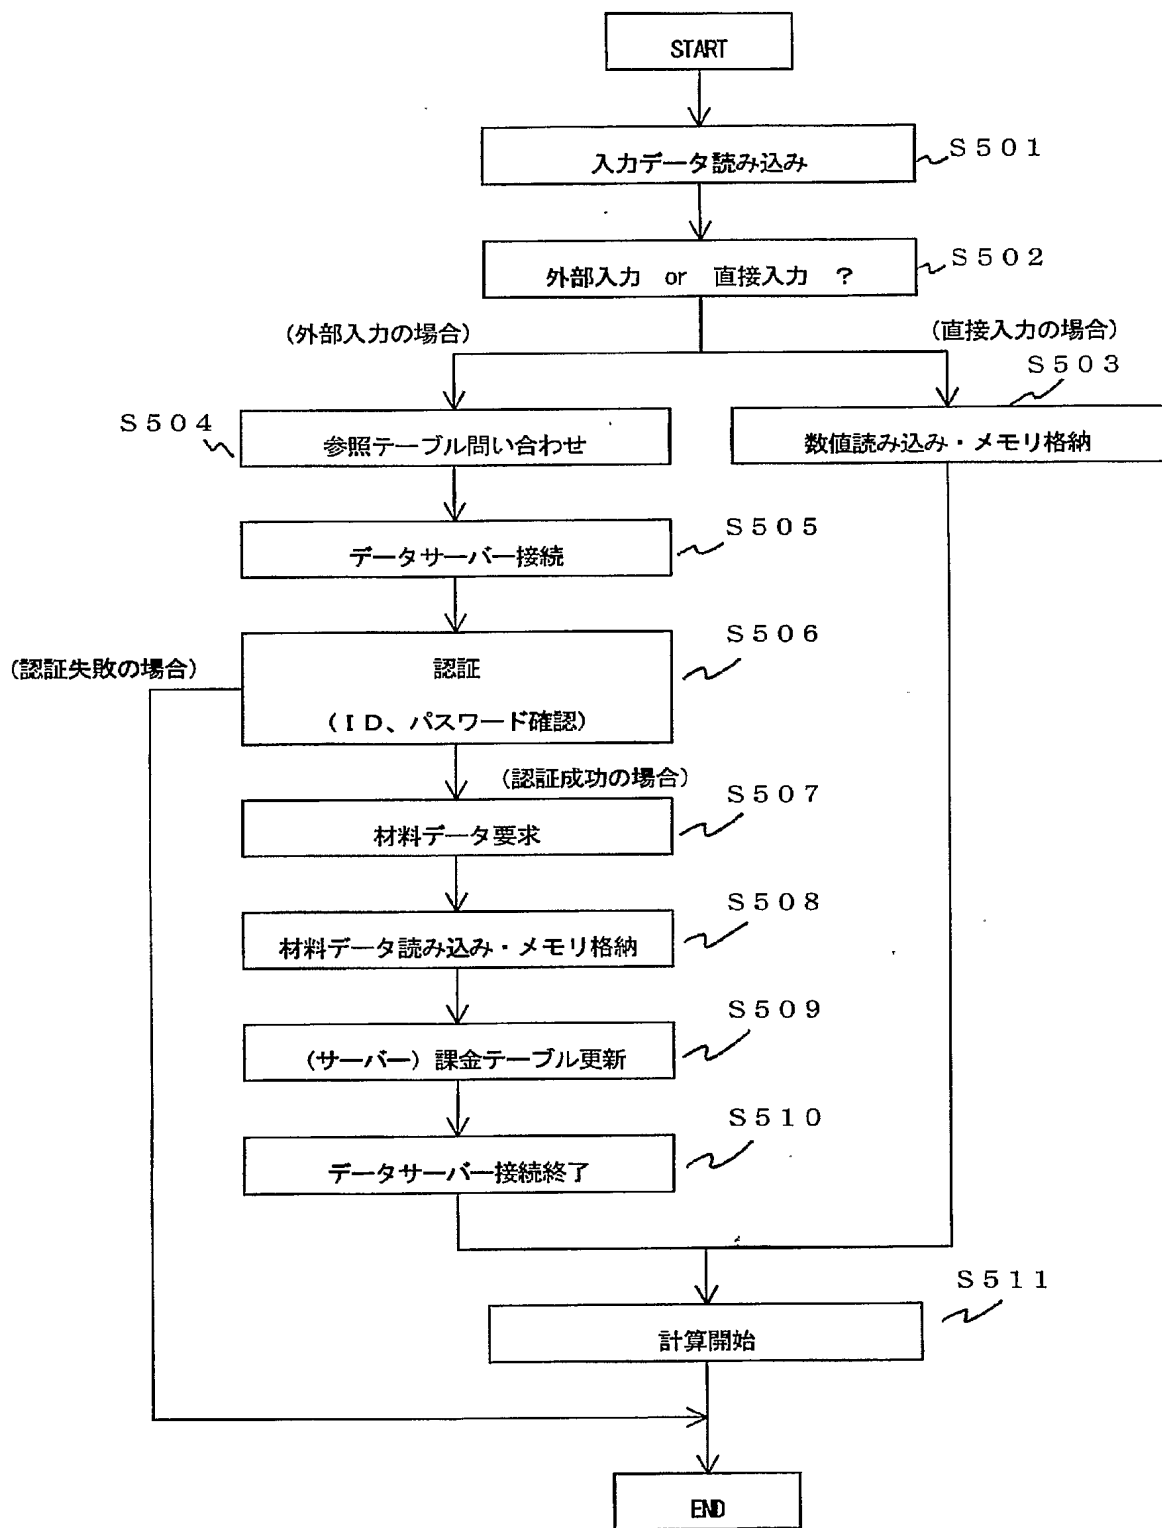 START
入力データ読み込み
S501
外部入力 or 直接入力 ?
S502
(外部入力の場合)
(直接入力の場合)
S503
S504
参照テーブル問い合わせ
数値読み込み・メモリ格納
S505
データサーバー接続
S506
(認証失敗の場合)
認証
(ID、パスワード確認)
(認証成功の場合)
S507
材料データ要求
S508
材料データ読み込み・メモリ格納
S509
(サーバー)課金テーブル更新
S510
データサーバー接続終了
S511
計算開始
END